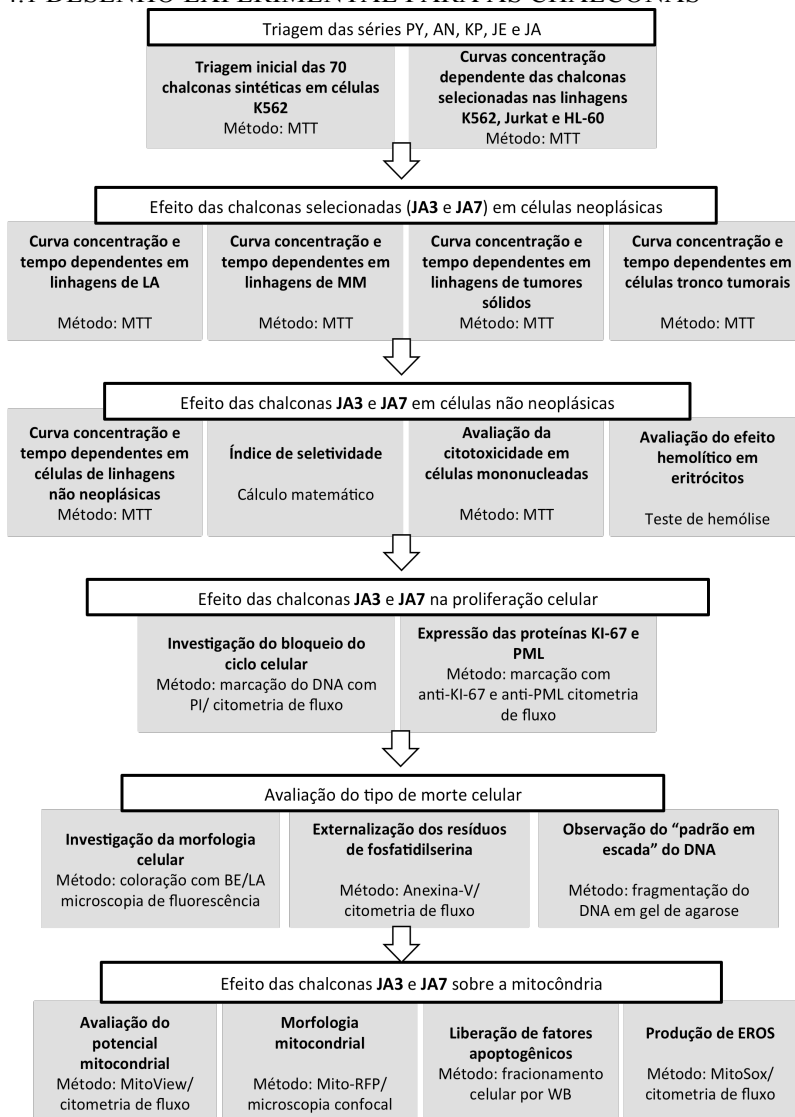 4.1 DESENHO EXPERIMENTAL PARA AS CHALCONAS
Triagem das séries PY, AN, KP, JE e JA
Triagem inicial das 70
chalconas sintéticas em células
K562
Método: MTT
Curvas concentração
dependente das chalconas
selecionadas nas linhagens
K562, Jurkat e HL-60
Método: MTT
Efeito das chalconas selecionadas (JA3 e JA7) em células neoplásicas
Curva concentração e
tempo dependentes em
linhagens de LA
Método: MTT
Curva concentração e
tempo dependentes em
linhagens de MM
Método: MTT
Curva concentração e
tempo dependentes em
linhagens de tumores
sólidos
Método: MTT
Curva concentração e
tempo dependentes em
células tronco tumorais
Método: MTT
Efeito das chalconas JA3 e JA7 em células não neoplásicas
Curva concentração e
tempo dependentes em
células de linhagens
não neoplásicas
Método: MTT
Índice de seletividade
Cálculo matemático
Avaliação da
citotoxicidade em
células mononucleadas
Método: MTT
Avaliação do efeito
hemolítico em
eritrócitos
Teste de hemólise
Efeito das chalconas JA3 e JA7 na proliferação celular
Investigação do bloqueio do
ciclo celular
Método: marcação do DNA com
PI/ citometria de fluxo
Expressão das proteínas KI-67 e
PML
Método: marcação com
anti-KI-67 e anti-PML citometria
de fluxo
Avaliação do tipo de morte celular
Investigação da morfologia
celular
Método: coloração com BE/LA
microscopia de fluorescência
Externalização dos resíduos
de fosfatidilserina
Método: Anexina-V/
citometria de fluxo
Observação do “padrão em
escada” do DNA
Método: fragmentação do
DNA em gel de agarose
Efeito das chalconas JA3 e JA7 sobre a mitocôndria
Avaliação do
potencial
mitocondrial
Método: MitoView/
citometria de fluxo
Morfologia
mitocondrial
Método: Mito-RFP/
microscopia confocal
Liberação de fatores
apoptogênicos
Método: fracionamento
celular por WB
Produção de EROS
Método: MitoSox/
citometria de fluxo